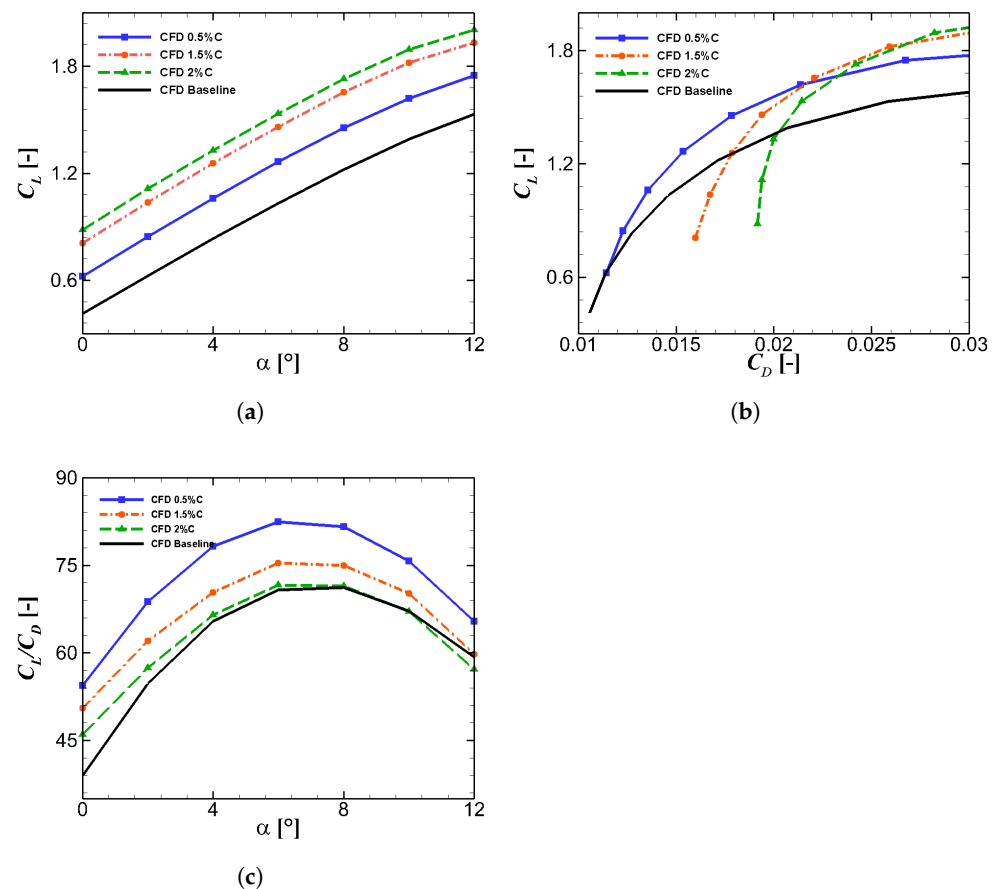 CFD 0.5%C
CFD 1.5%C
CFD 2%C
CFD Baseline
1.8
1.2
0.6
C_L [-]
0 4 8 12
α [°]
(a)
CFD 0.5%C
CFD 1.5%C
CFD 2%C
CFD Baseline
1.8
1.2
0.6
C_L [-]
0.01 0.015 0.02 0.025 0.03
C_D [-]
(b)
90
CFD 0.5%C
CFD 1.5%C
CFD 2%C
CFD Baseline
75
60
45
C_L/C_D [-]
0 4 8 12
α [°]
(c)